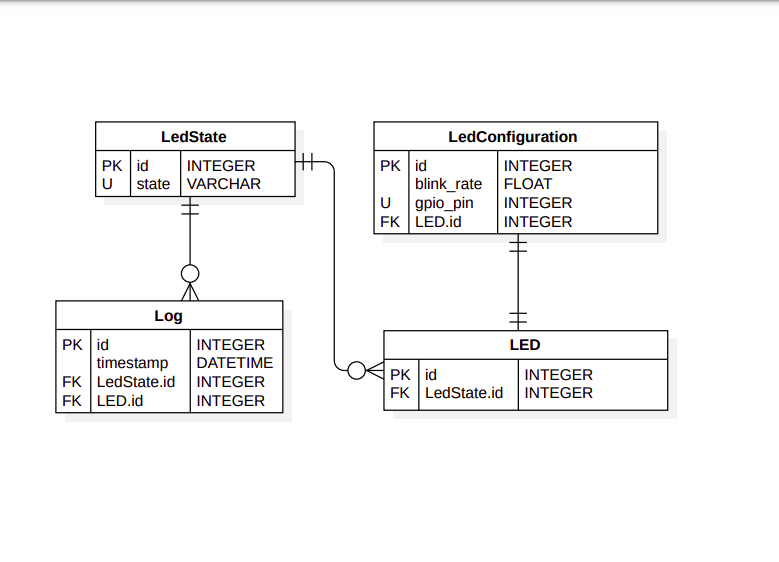 LedState
PK id INTEGER
U state VARCHAR
LedConfiguration
PK id INTEGER
blink_rate FLOAT
U gpio_pin INTEGER
FK LED.id INTEGER
Log
PK id INTEGER
timestamp DATETIME
FK LedState.id INTEGER
FK LED.id INTEGER
LED
PK id INTEGER
FK LedState.id INTEGER